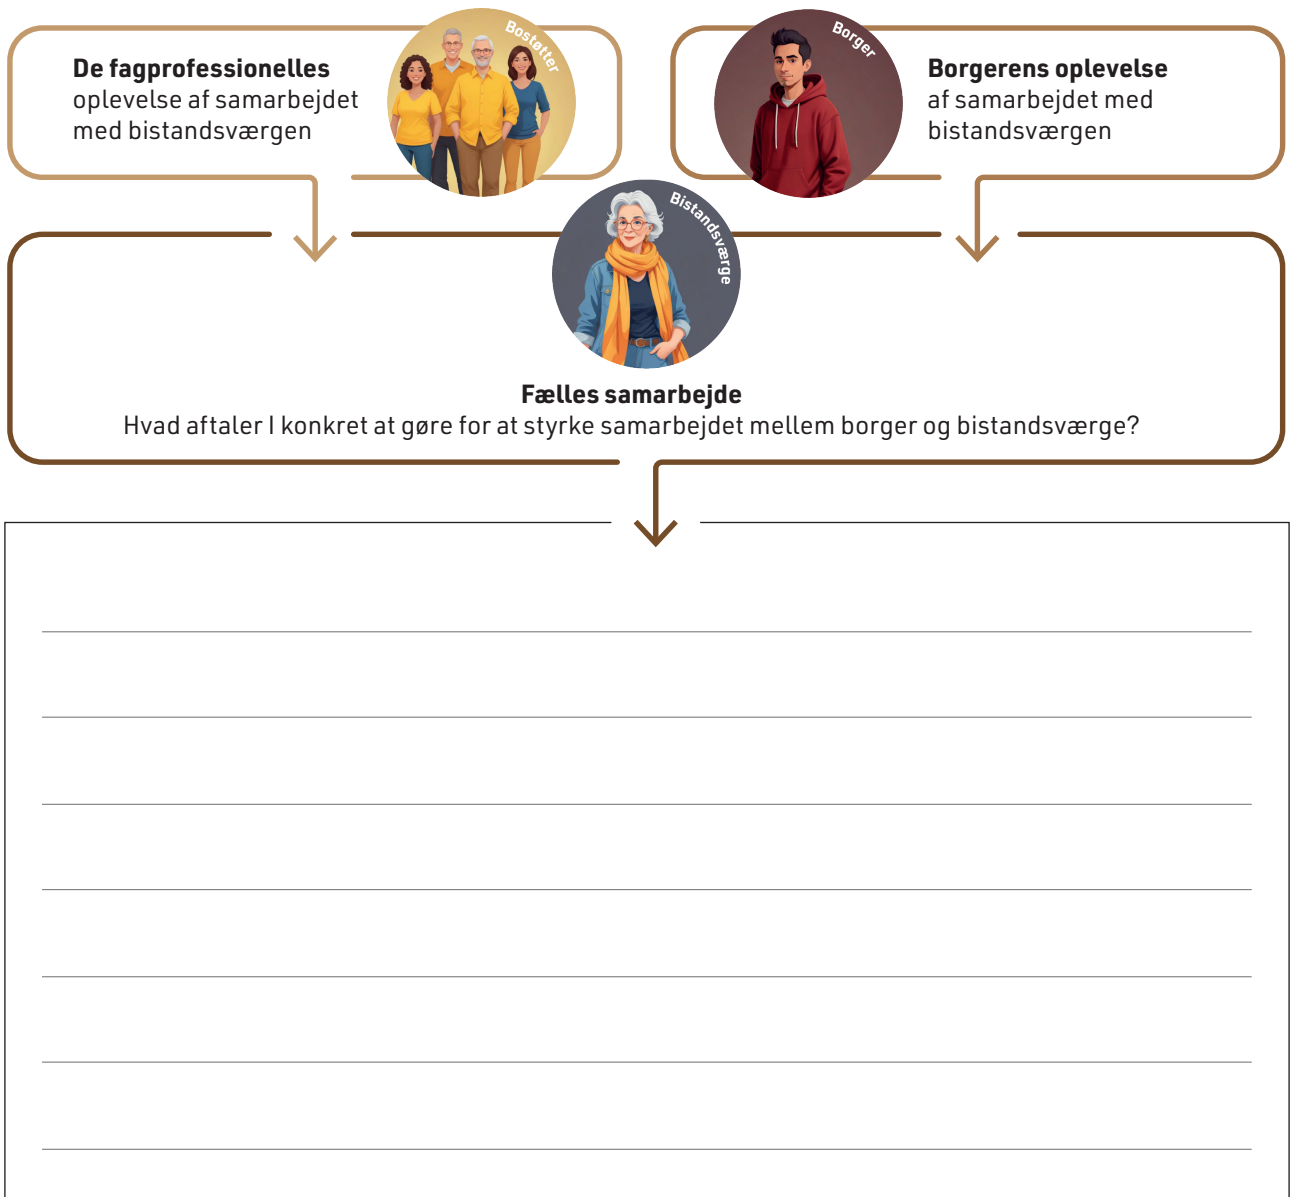 De fagprofessionelles
oplevelse af samarbejdet
med bistandsværgen
Bostøtter
Borger
Borgerens oplevelse
af samarbejdet med
bistandsværgen
Bistandsværge
Fælles samarbejde
Hvad aftaler I konkret at gøre for at styrke samarbejdet mellem borger og bistandsværge?